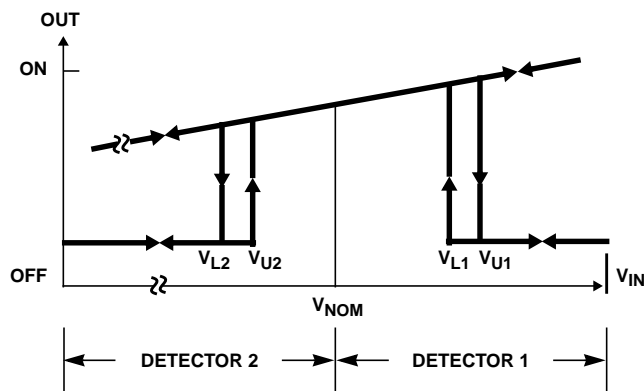 OUT
ON
OFF
V_L2 V_U2
V_L1 V_U1
V_IN
V_NOM
DETECTOR 2
DETECTOR 1